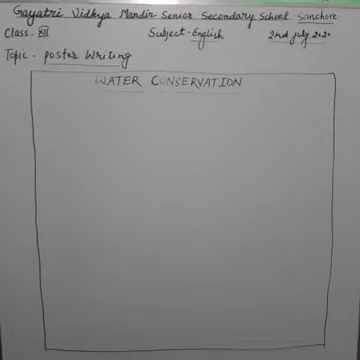 Gayatri Vidhya Mandir Senior Secondary School Sanchore
Class - XII Subject - English 2nd july 2020
Topic - poster Writing
WATER CONSERVATION